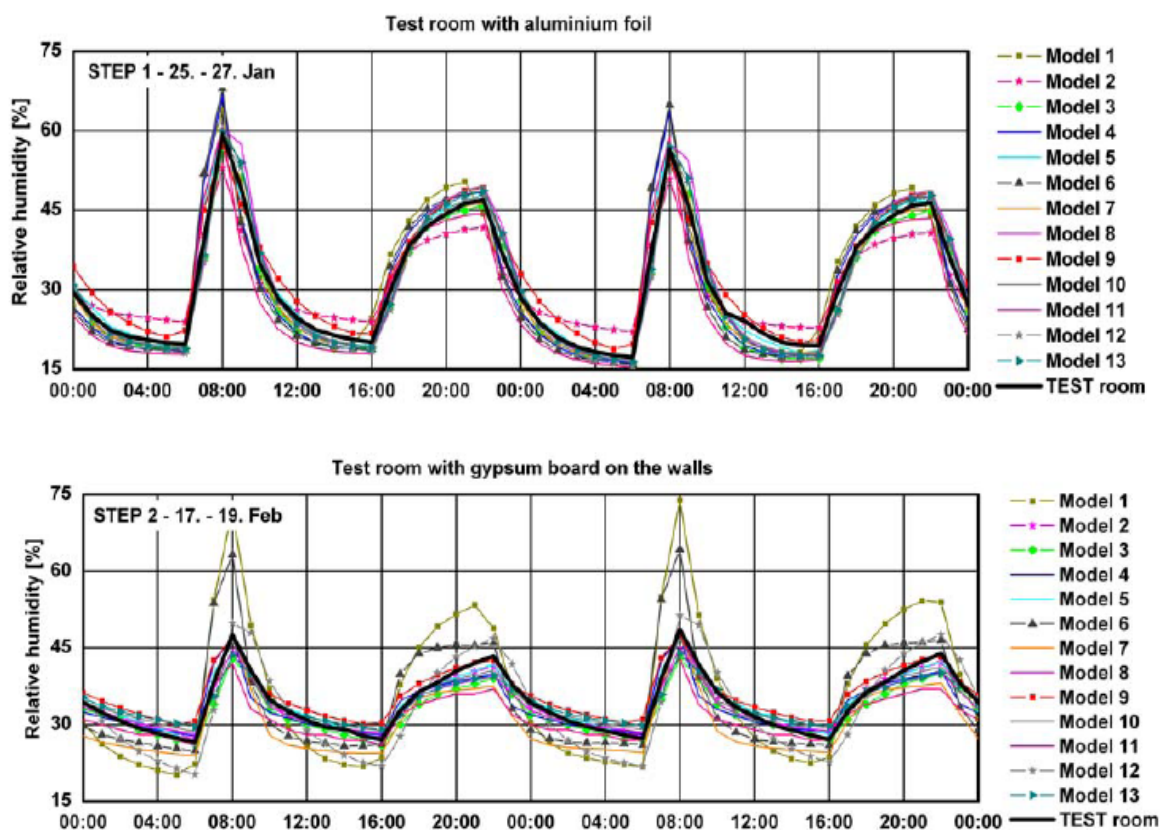 Test room with aluminium foil
Relative humidity [%]
75
60
45
30
15
STEP 1 - 25. - 27. Jan
00:00 04:00 08:00 12:00 16:00 20:00 00:00 04:00 08:00 12:00 16:00 20:00 00:00
Model 1
Model 2
Model 3
Model 4
Model 5
Model 6
Model 7
Model 8
Model 9
Model 10
Model 11
Model 12
Model 13
TEST room
Test room with gypsum board on the walls
Relative humidity [%]
75
60
45
30
15
STEP 2 - 17. - 19. Feb
00:00 04:00 08:00 12:00 16:00 20:00 00:00 04:00 08:00 12:00 16:00 20:00 00:00
Model 1
Model 2
Model 3
Model 4
Model 5
Model 6
Model 7
Model 8
Model 9
Model 10
Model 11
Model 12
Model 13
TEST room